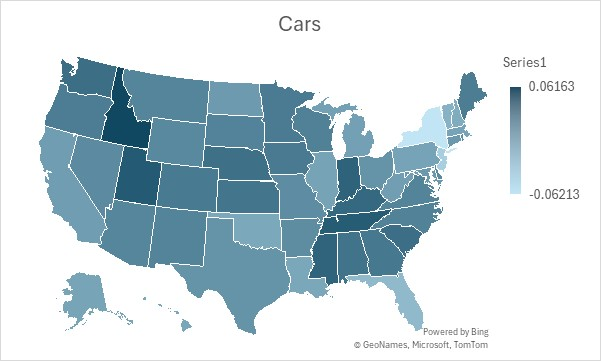 Cars
Series1
0.06163
-0.06213
Powered by Bing
© GeoNames, Microsoft, TomTom